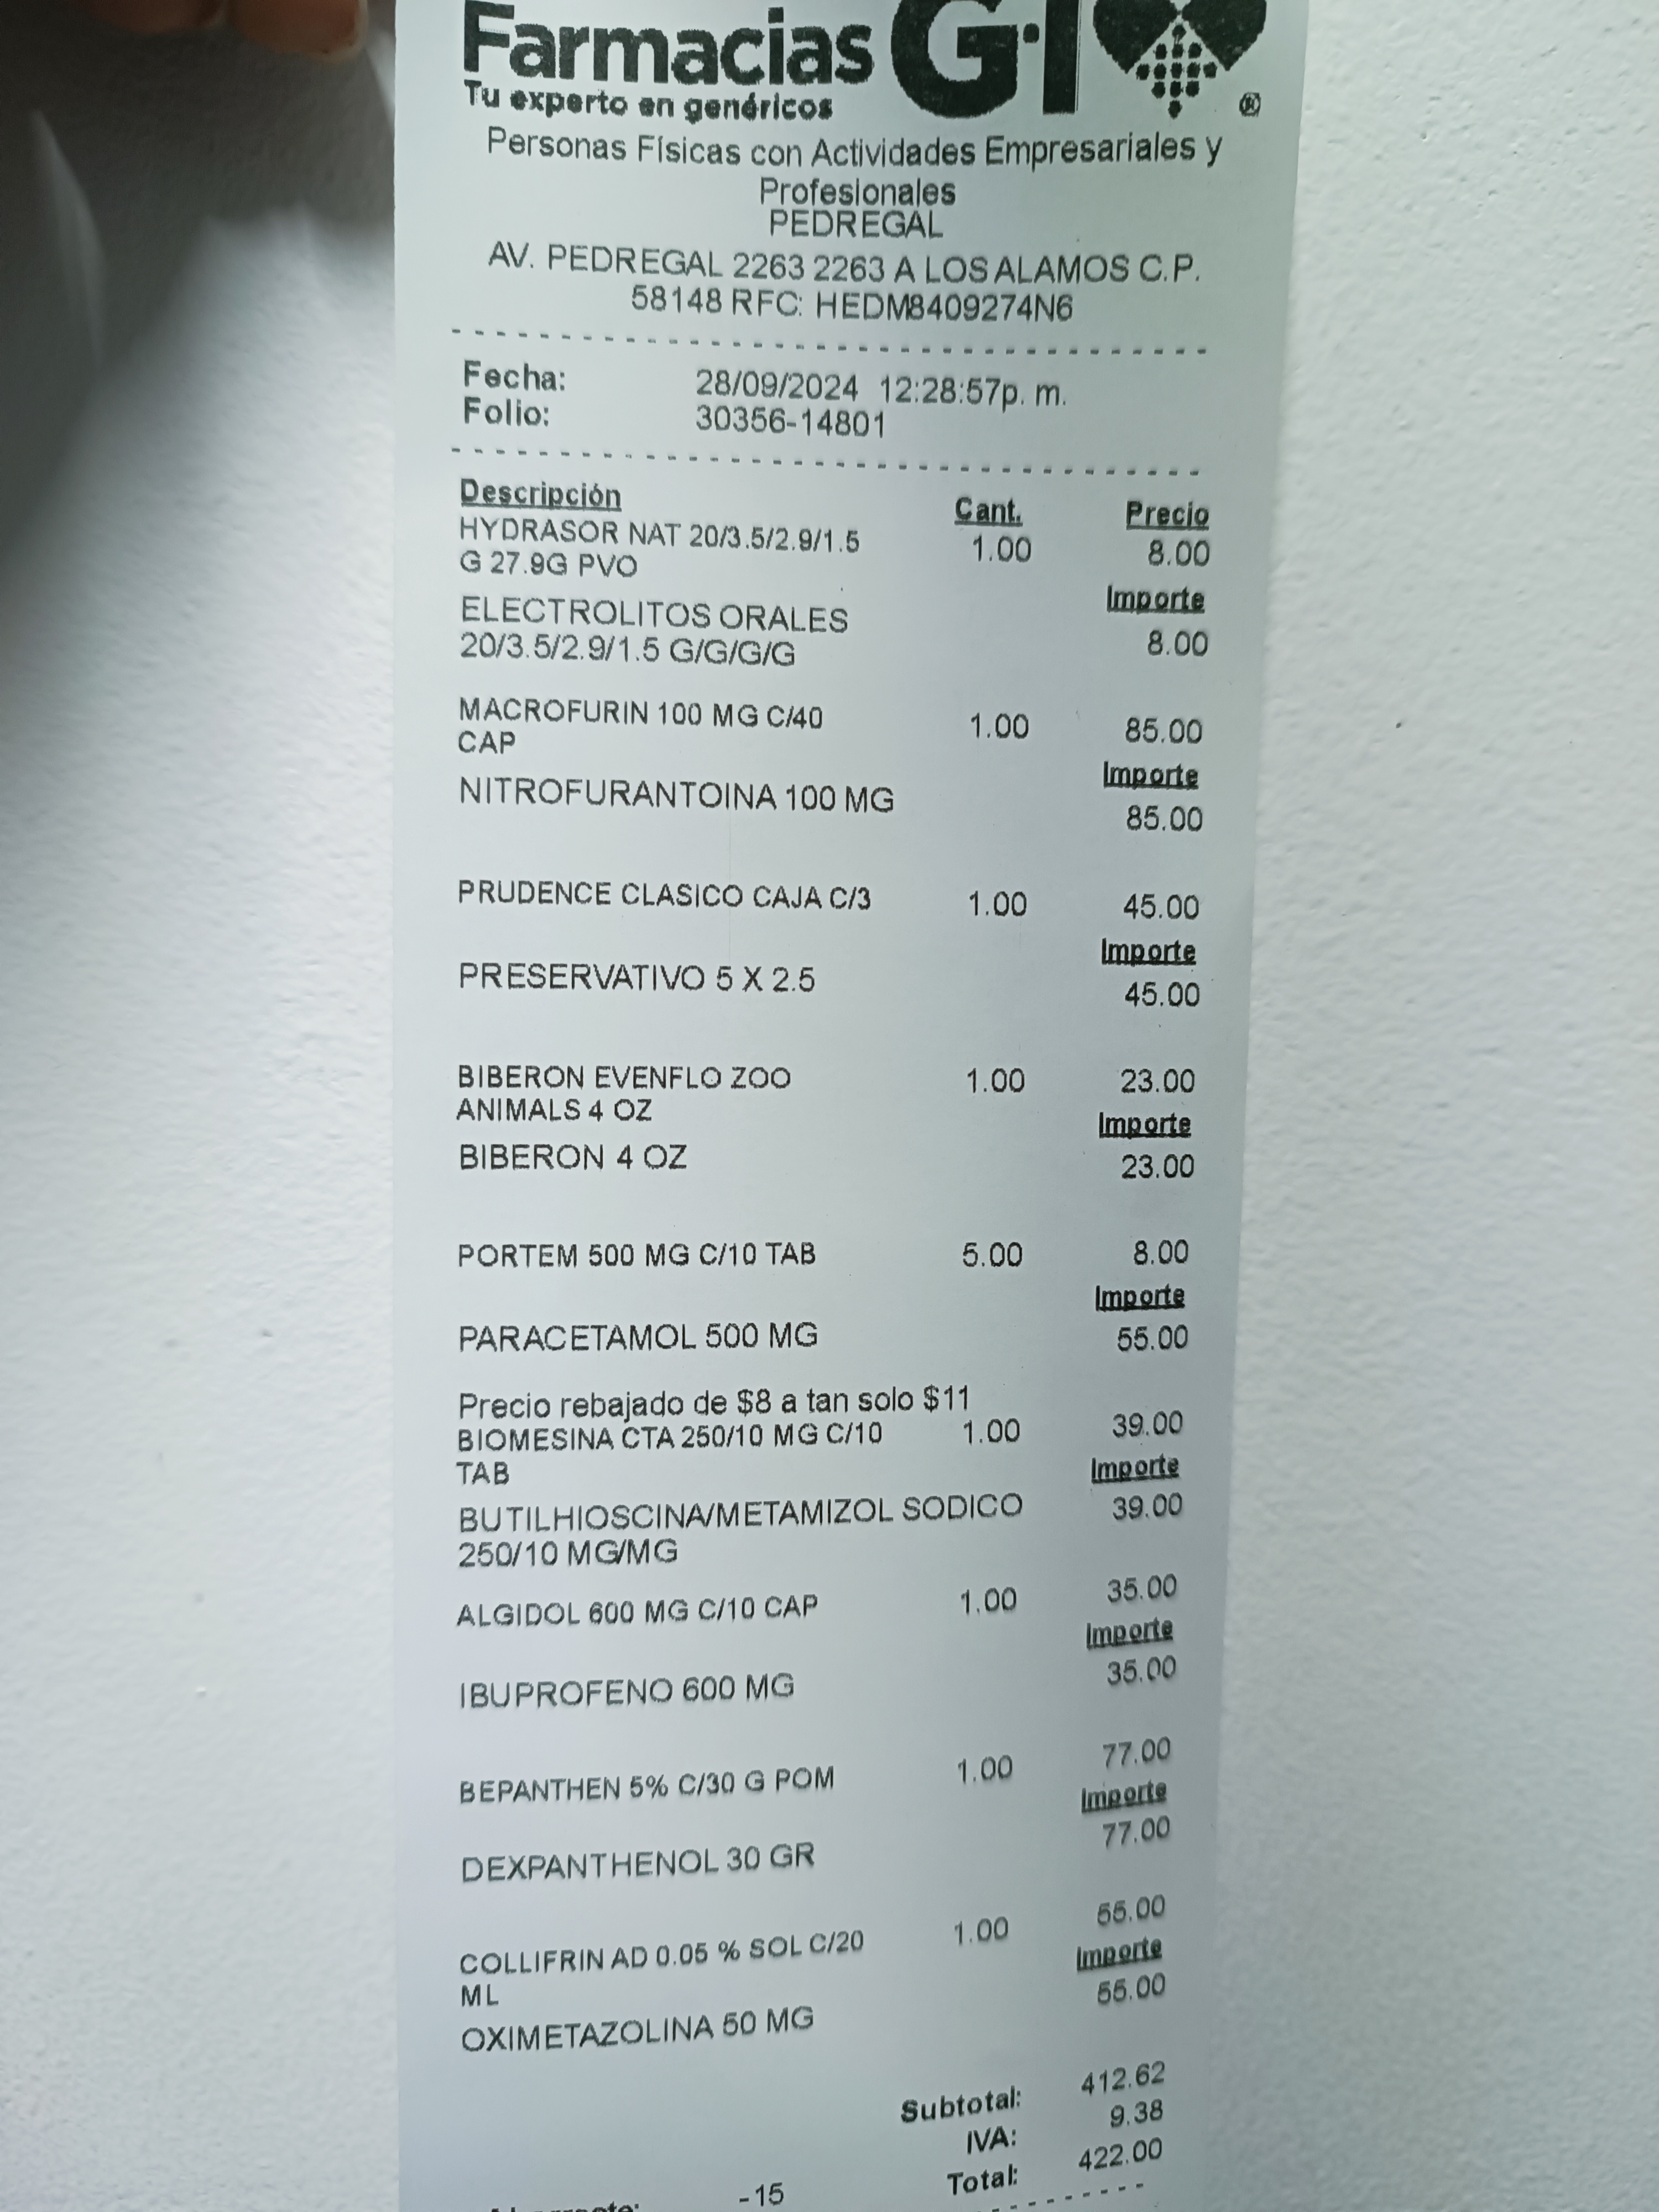 Farmacias GI
Tu experto en genéricos ®
Personas Físicas con Actividades Empresariales y
Profesionales
PEDREGAL
AV. PEDREGAL 2263 2263 A LOS ALAMOS C.P.
58148 RFC: HEDM8409274N6
Fecha: 28/09/2024 12:28:57p. m.
Folio: 30356-14801
Descripción Cant. Precio
HYDRASOR NAT 20/3.5/2.9/1.5 1.00 8.00
G 27.9G PVO
Importe
ELECTROLITOS ORALES
20/3.5/2.9/1.5 G/G/G/G 8.00
MACROFURIN 100 MG C/40 1.00 85.00
CAP
Importe
NITROFURANTOINA 100 MG 85.00
PRUDENCE CLASICO CAJA C/3 1.00 45.00
Importe
PRESERVATIVO 5 X 2.5 45.00
BIBERON EVENFLO ZOO 1.00 23.00
ANIMALS 4 OZ
Importe
BIBERON 4 OZ 23.00
PORTEM 500 MG C/10 TAB 5.00 8.00
Importe
PARACETAMOL 500 MG 55.00
Precio rebajado de $8 a tan solo $11
BIOMESINA CTA 250/10 MG C/10 1.00 39.00
TAB
Importe
BUTILHIOSCINA/METAMIZOL SODICO 39.00
250/10 MG/MG
ALGIDOL 600 MG C/10 CAP 1.00 35.00
Importe
IBUPROFENO 600 MG 35.00
BEPANTHEN 5% C/30 G POM 1.00 77.00
Importe
DEXPANTHENOL 30 GR 77.00
COLLIFRIN AD 0.05 % SOL C/20 1.00 55.00
ML
Importe
OXIMETAZOLINA 50 MG 55.00
Subtotal: 412.62
IVA: 9.38
Total: 422.00
-15